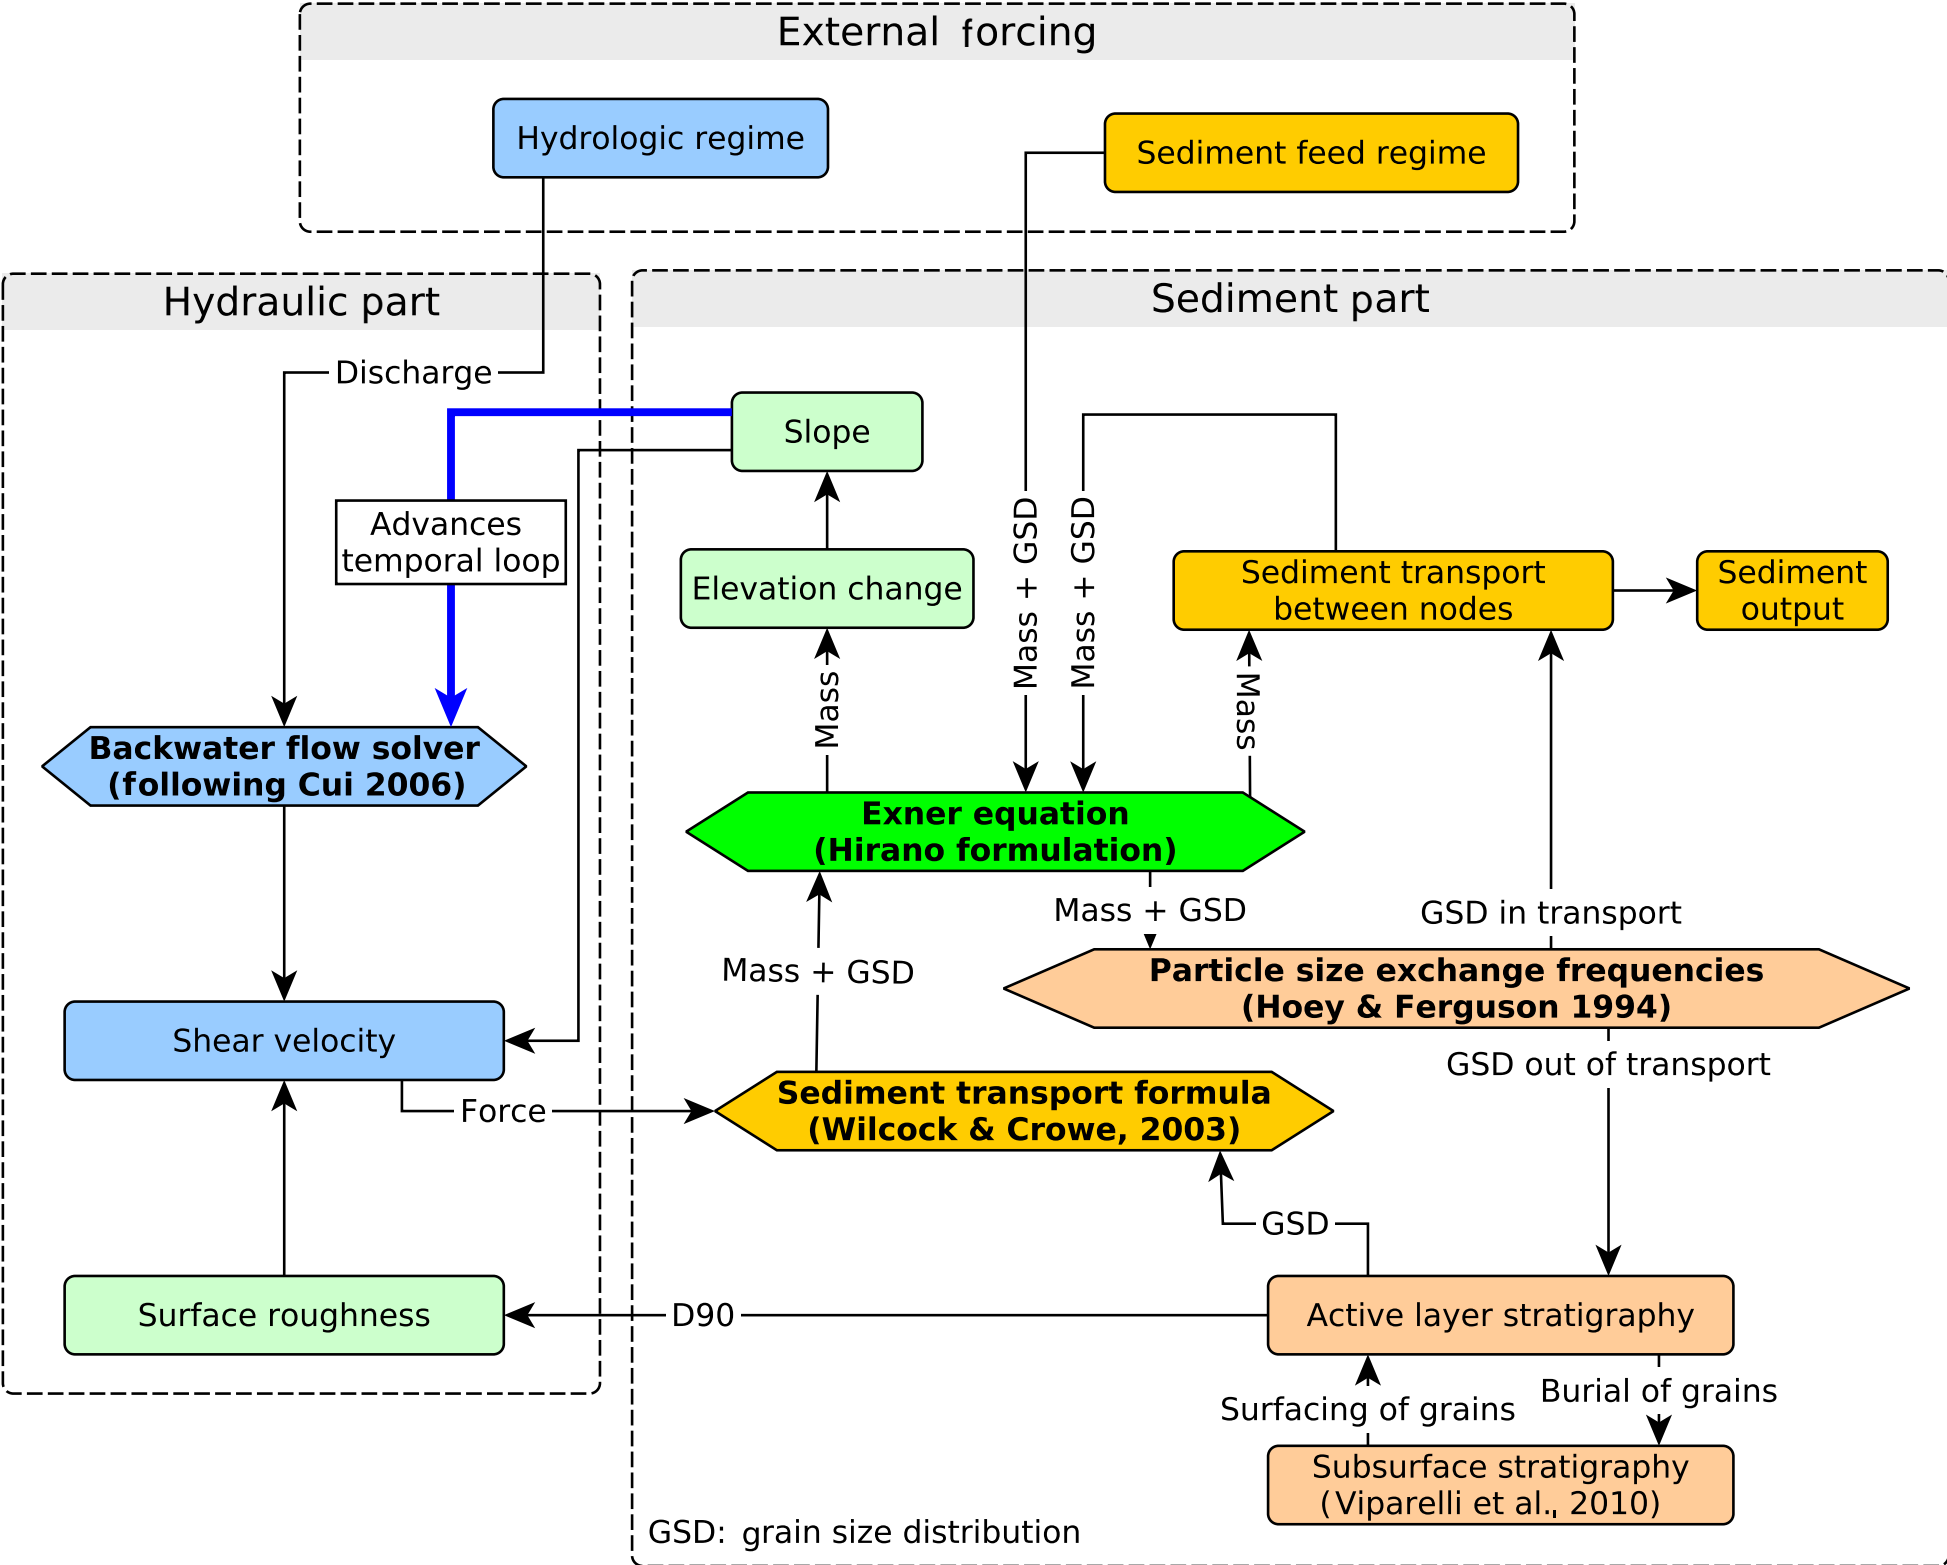 External forcing
Hydrologic regime
Sediment feed regime
Hydraulic part
Sediment part
Discharge
Slope
Advances
temporal loop
Mass + GSD
Mass + GSD
Elevation change
Sediment transport
between nodes
Sediment
output
Mass
Mass
Backwater flow solver
(following Cui 2006)
Exner equation
(Hirano formulation)
Mass + GSD
GSD in transport
Mass + GSD
Particle size exchange frequencies
(Hoey & Ferguson 1994)
Shear velocity
GSD out of transport
Force
Sediment transport formula
(Wilcock & Crowe, 2003)
GSD
Surface roughness
D90
Active layer stratigraphy
Surfacing of grains
Burial of grains
Subsurface stratigraphy
(Viparelli et al., 2010)
GSD: grain size distribution